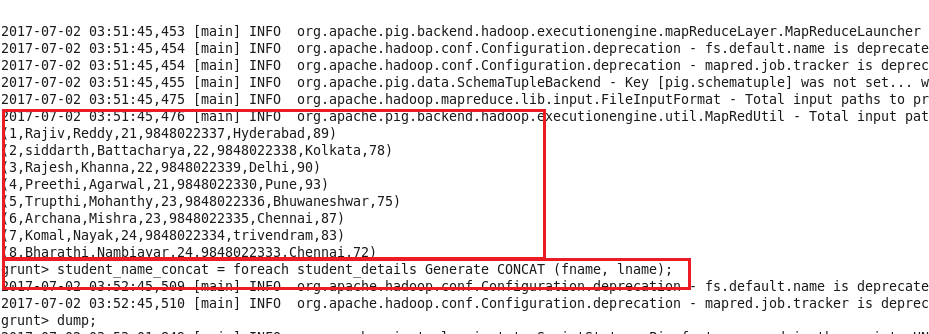 2017-07-02 03:51:45,453 [main] INFO  org.apache.pig.backend.hadoop.executionengine.mapReduceLayer.MapReduceLauncher
2017-07-02 03:51:45,454 [main] INFO  org.apache.hadoop.conf.Configuration.deprecation - fs.default.name is deprecate
2017-07-02 03:51:45,454 [main] INFO  org.apache.hadoop.conf.Configuration.deprecation - mapred.job.tracker is deprec
2017-07-02 03:51:45,455 [main] INFO  org.apache.pig.data.SchemaTupleBackend - Key [pig.schematuple] was not set... w
2017-07-02 03:51:45,475 [main] INFO  org.apache.hadoop.mapreduce.lib.input.FileInputFormat - Total input paths to pr
2017-07-02 03:51:45,476 [main] INFO  org.apache.pig.backend.hadoop.executionengine.util.MapRedUtil - Total input pat
(1,Rajiv,Reddy,21,9848022337,Hyderabad,89)
(2,siddarth,Battacharya,22,9848022338,Kolkata,78)
(3,Rajesh,Khanna,22,9848022339,Delhi,90)
(4,Preethi,Agarwal,21,9848022330,Pune,93)
(5,Trupthi,Mohanthy,23,9848022336,Bhuwaneshwar,75)
(6,Archana,Mishra,23,9848022335,Chennai,87)
(7,Komal,Nayak,24,9848022334,trivendram,83)
(8,Bharathi,Nambiayar,24,9848022333,Chennai,72)
grunt> student_name_concat = foreach student_details Generate CONCAT (fname, lname);
2017-07-02 03:52:45,509 [main] INFO  org.apache.hadoop.conf.Configuration.deprecation - fs.default.name is deprecate
2017-07-02 03:52:45,510 [main] INFO  org.apache.hadoop.conf.Configuration.deprecation - mapred.job.tracker is deprec
grunt> dump;